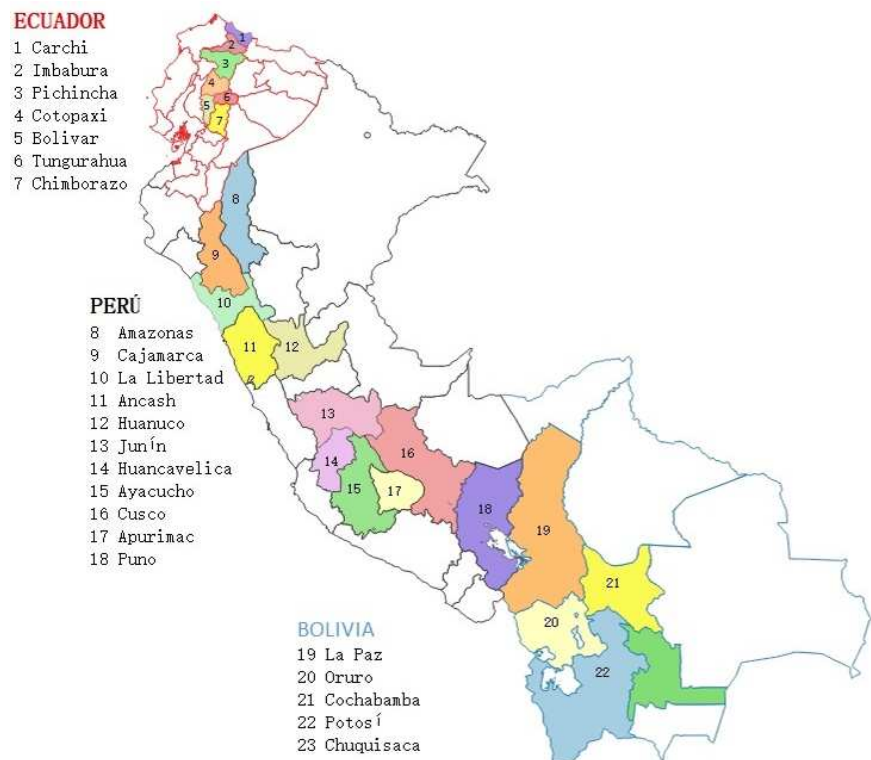 ECUADOR
1 Carchi
2 Imbabura
3 Pichincha
4 Cotopaxi
5 Bolivar
6 Tungurahua
7 Chimborazo
PERÚ
8 Amazonas
9 Cajamarca
10 La Libertad
11 Ancash
12 Huanuco
13 Junín
14 Huancavelica
15 Ayacucho
16 Cusco
17 Apurimac
18 Puno
BOLIVIA
19 La Paz
20 Oruro
21 Cochabamba
22 Potosí
23 Chuquisaca
1
2
3
4
5
6
7
8
9
10
11
12
13
14
15
16
17
18
19
20
21
22